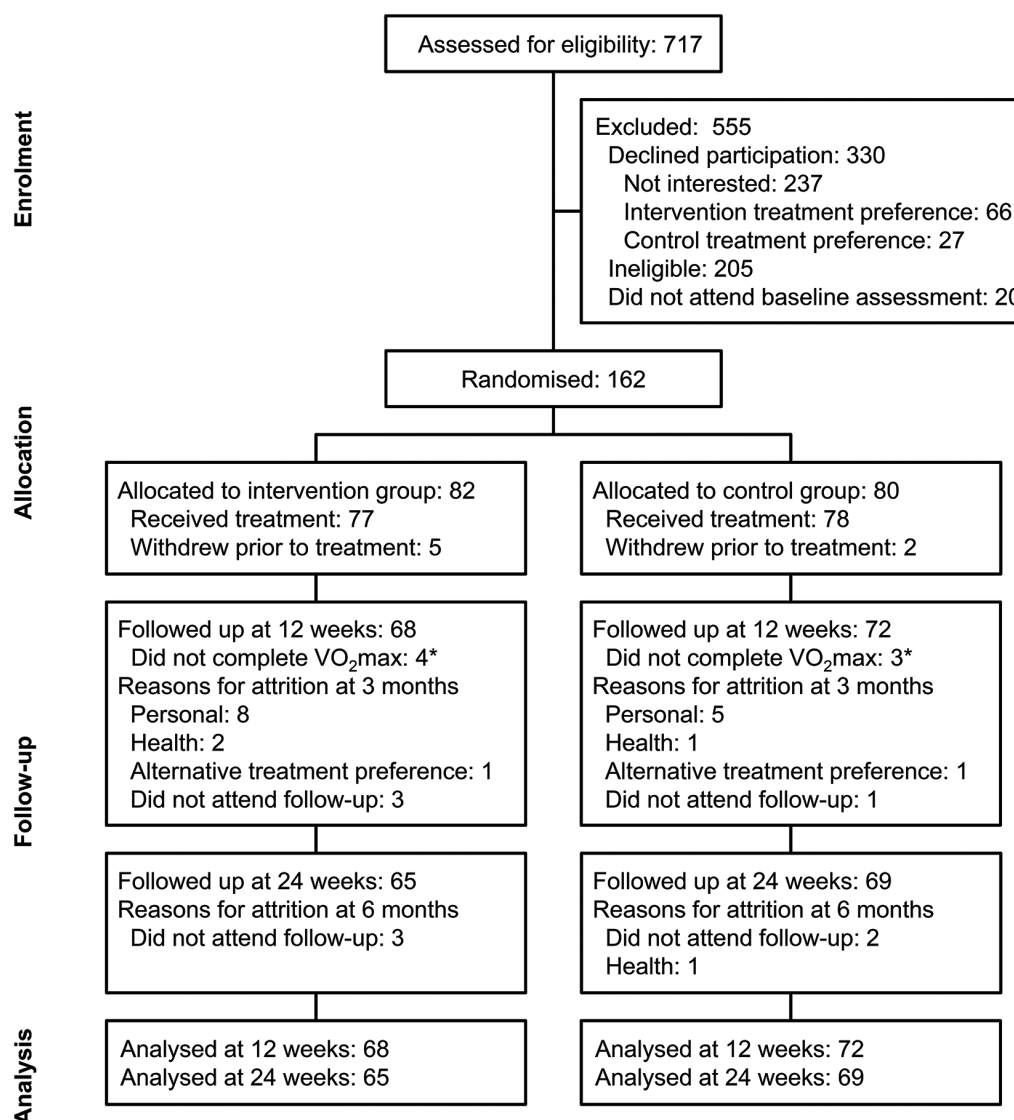 Assessed for eligibility: 717
Enrolment
Excluded: 555
Declined participation: 330
Not interested: 237
Intervention treatment preference: 66
Control treatment preference: 27
Ineligible: 205
Did not attend baseline assessment: 20
Randomised: 162
Allocation
Allocated to intervention group: 82
Received treatment: 77
Withdrew prior to treatment: 5
Allocated to control group: 80
Received treatment: 78
Withdrew prior to treatment: 2
Follow-up
Followed up at 12 weeks: 68
Did not complete VO₂max: 4*
Reasons for attrition at 3 months
Personal: 8
Health: 2
Alternative treatment preference: 1
Did not attend follow-up: 3
Followed up at 12 weeks: 72
Did not complete VO₂max: 3*
Reasons for attrition at 3 months
Personal: 5
Health: 1
Alternative treatment preference: 1
Did not attend follow-up: 1
Followed up at 24 weeks: 65
Reasons for attrition at 6 months
Did not attend follow-up: 3
Followed up at 24 weeks: 69
Reasons for attrition at 6 months
Did not attend follow-up: 2
Health: 1
Analysis
Analysed at 12 weeks: 68
Analysed at 24 weeks: 65
Analysed at 12 weeks: 72
Analysed at 24 weeks: 69